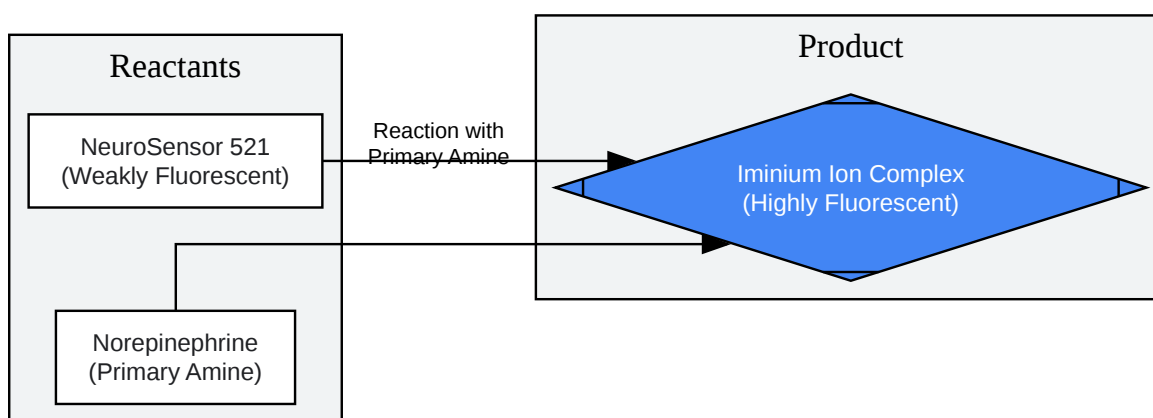 Reactants
NeuroSensor 521
(Weakly Fluorescent)
Norepinephrine
(Primary Amine)
Reaction with
Primary Amine
Product
Iminium Ion Complex
(Highly Fluorescent)